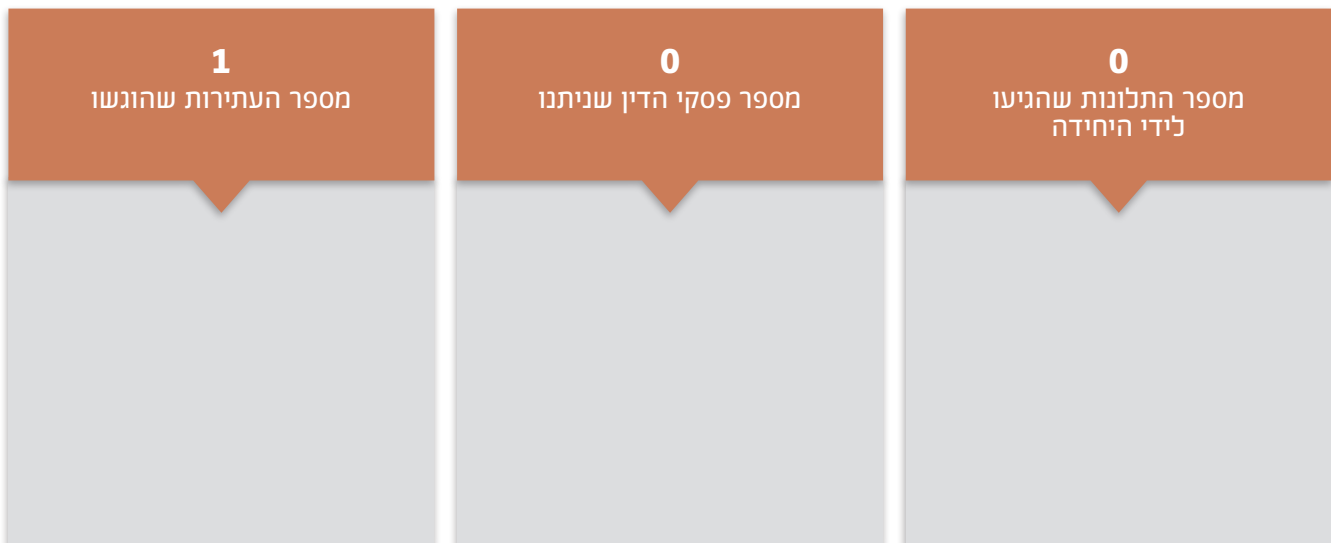 0
מספר התלונות שהגיעו
לידי היחידה
0
מספר פסקי הדין שניתנו
1
מספר העתירות שהוגשו